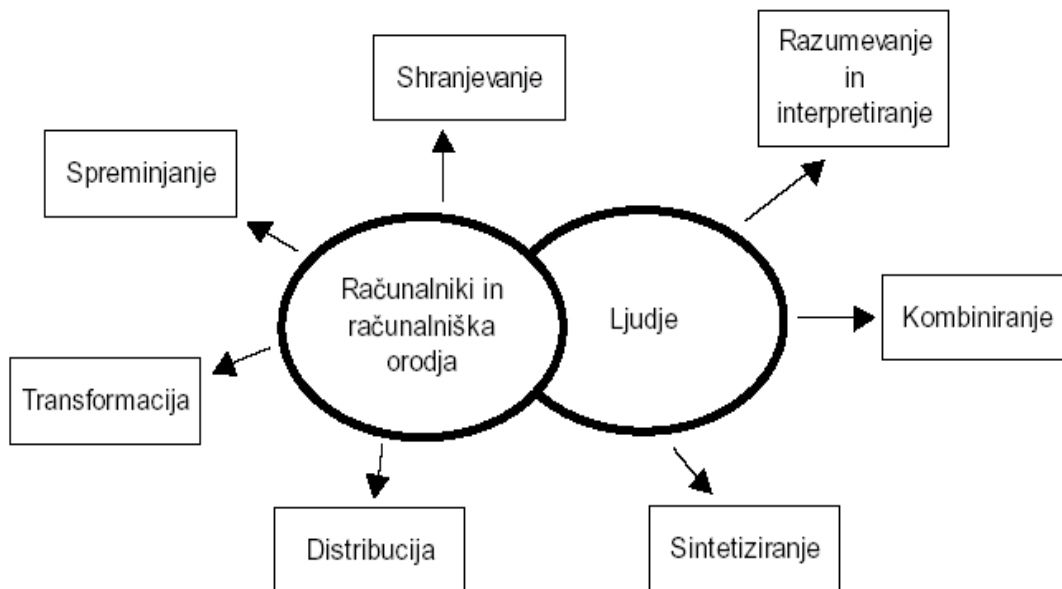 Shranjevanje
Razumevanje
in
interpretiranje
Spreminjanje
Računalniki in
računalniška
orodja
Ljudje
Kombiniranje
Transformacija
Distribucija
Sintetiziranje